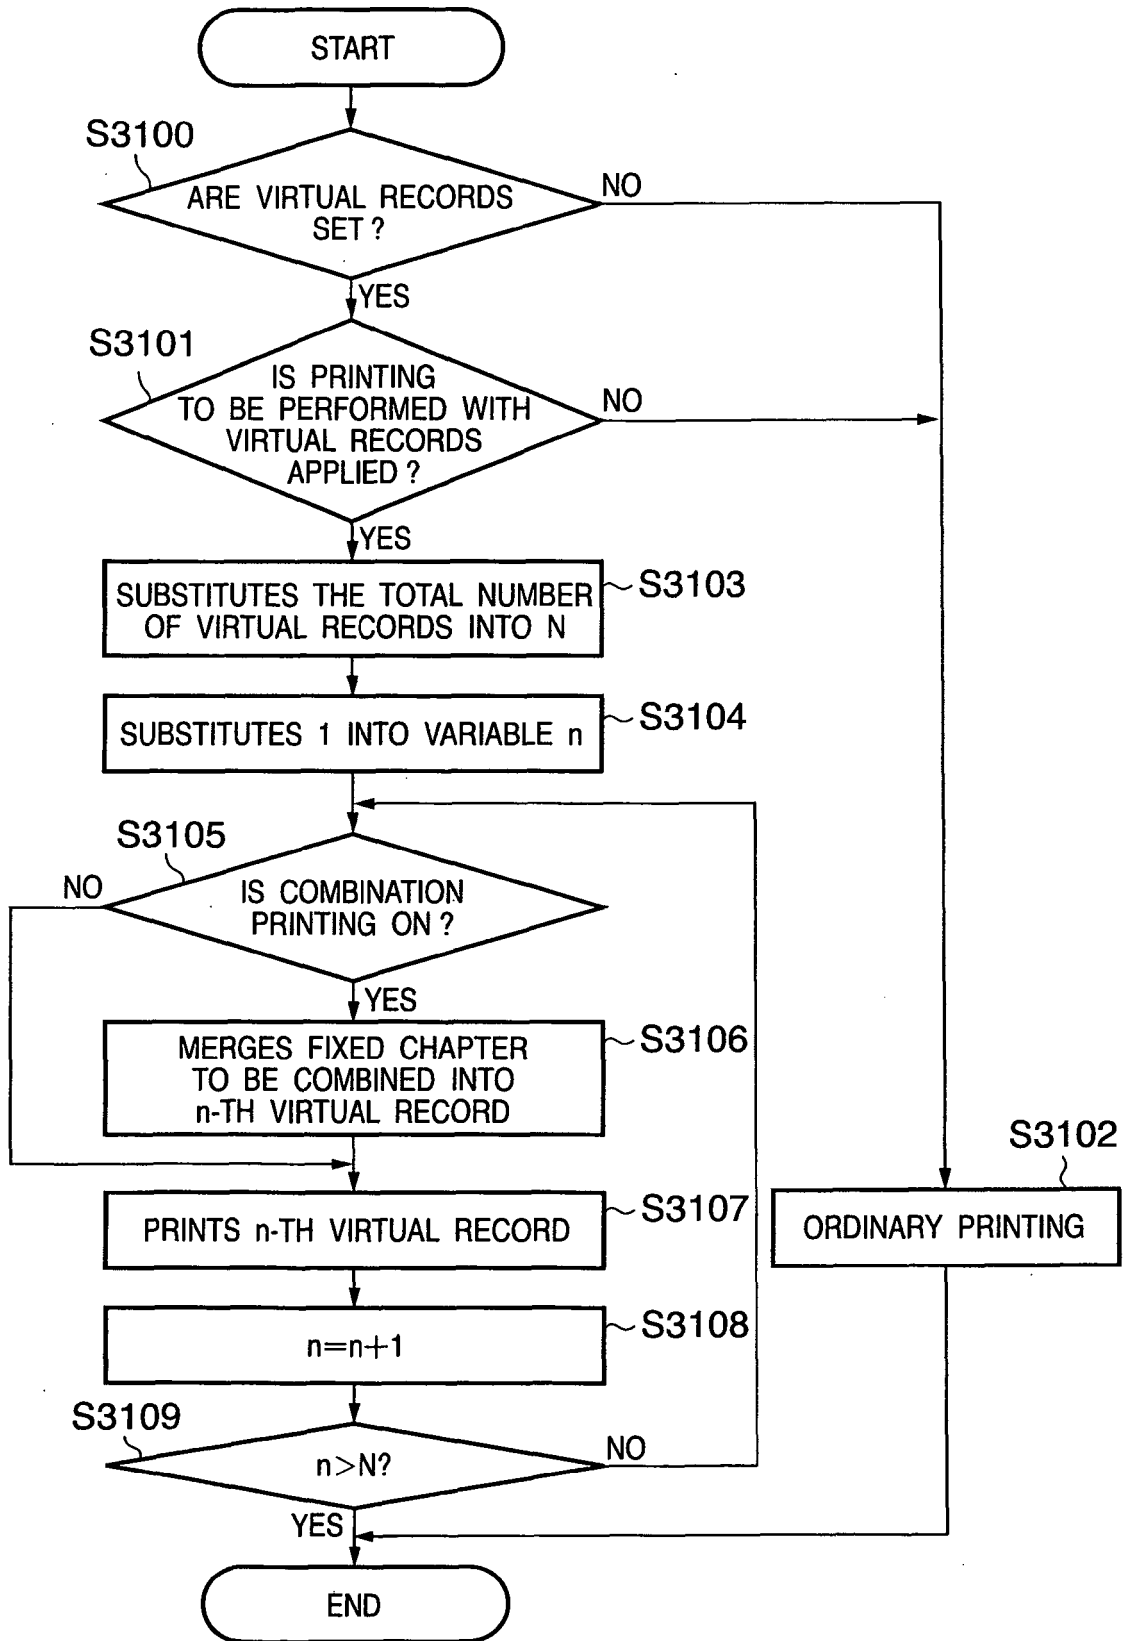 START
S3100
ARE VIRTUAL RECORDS
SET ?
NO
YES
S3101
IS PRINTING
TO BE PERFORMED WITH
VIRTUAL RECORDS
APPLIED ?
NO
YES
SUBSTITUTES THE TOTAL NUMBER
OF VIRTUAL RECORDS INTO N
S3103
SUBSTITUTES 1 INTO VARIABLE n
S3104
S3105
NO
IS COMBINATION
PRINTING ON ?
YES
MERGES FIXED CHAPTER
TO BE COMBINED INTO
n-TH VIRTUAL RECORD
S3106
S3102
ORDINARY PRINTING
PRINTS n-TH VIRTUAL RECORD
S3107
n=n+1
S3108
S3109
n>N?
NO
YES
END